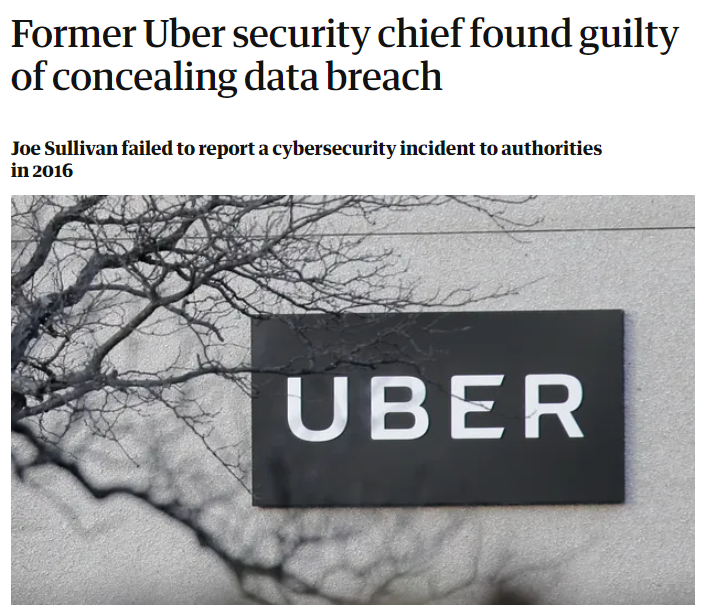 Former Uber security chief found guilty
of concealing data breach
Joe Sullivan failed to report a cybersecurity incident to authorities
in 2016
UBER